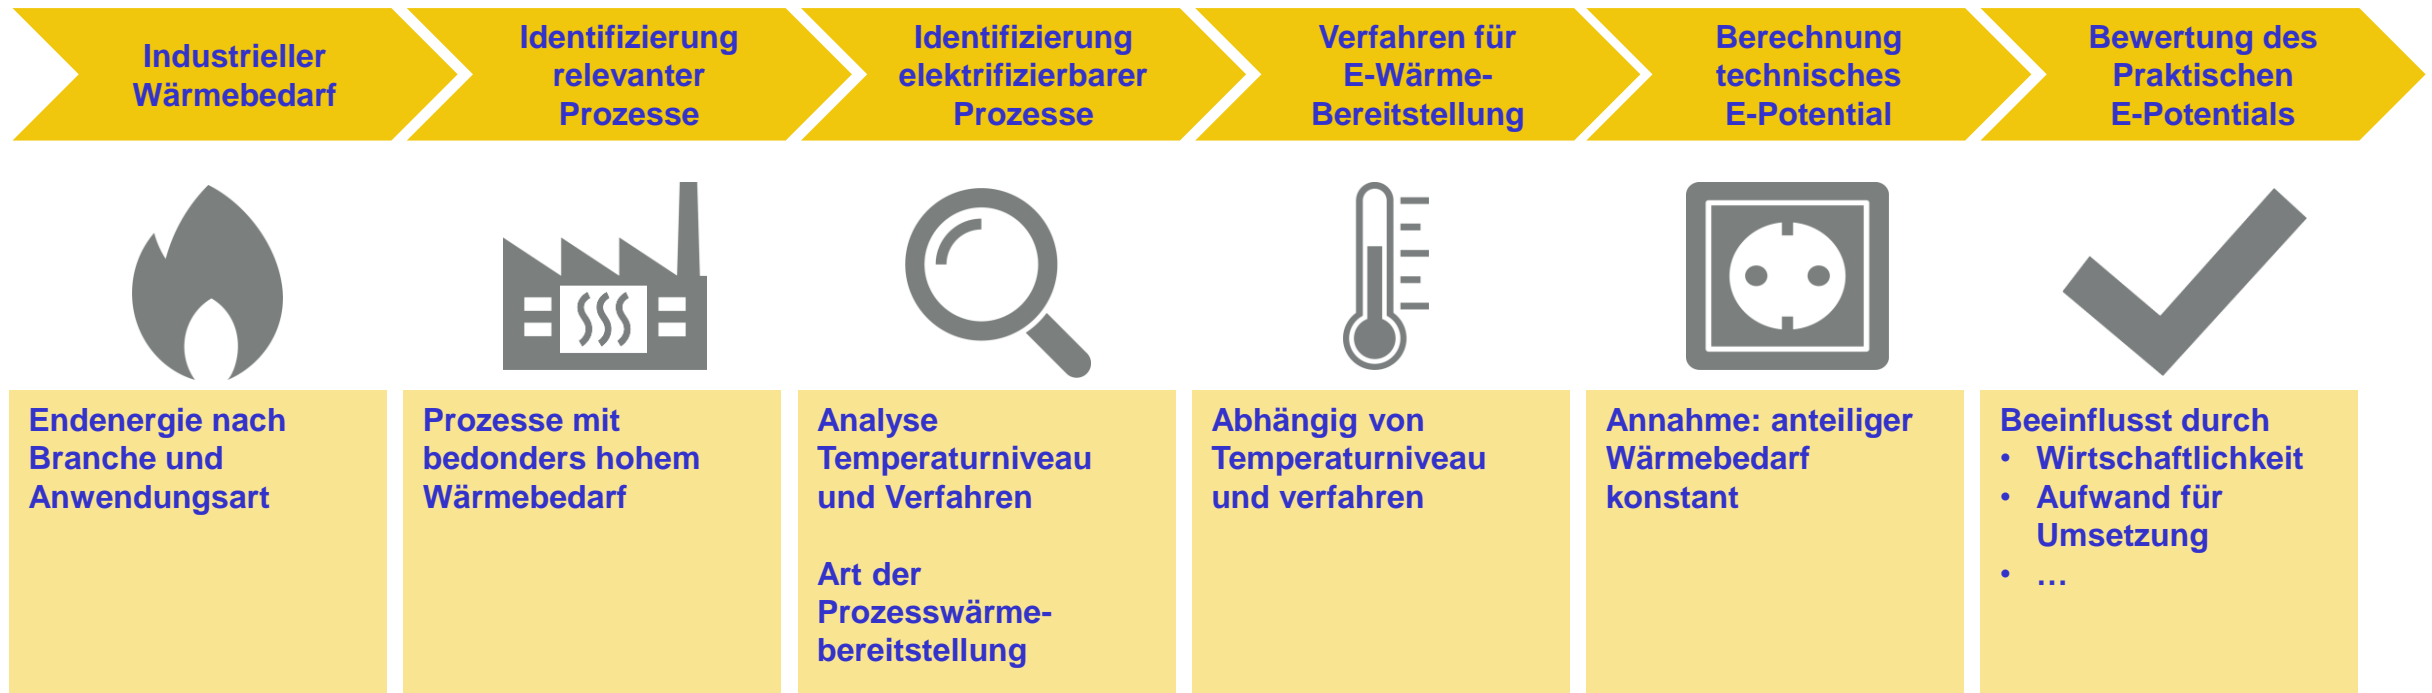 Industrieller
Wärmebedarf
Identifizierung
relevanter
Prozesse
Identifizierung
elektrifizierbarer
Prozesse
Verfahren für
E-Wärme-
Bereitstellung
Berechnung
technisches
E-Potential
Bewertung des
Praktischen
E-Potentials
Endenergie nach
Branche und
Anwendungsart
Prozesse mit
bedonders hohem
Wärmebedarf
Analyse
Temperaturniveau
und Verfahren
Art der
Prozesswärme-
bereitstellung
Abhängig von
Temperaturniveau
und verfahren
Annahme: anteiliger
Wärmebedarf
konstant
Beeinflusst durch
• Wirtschaftlichkeit
• Aufwand für
Umsetzung
• …